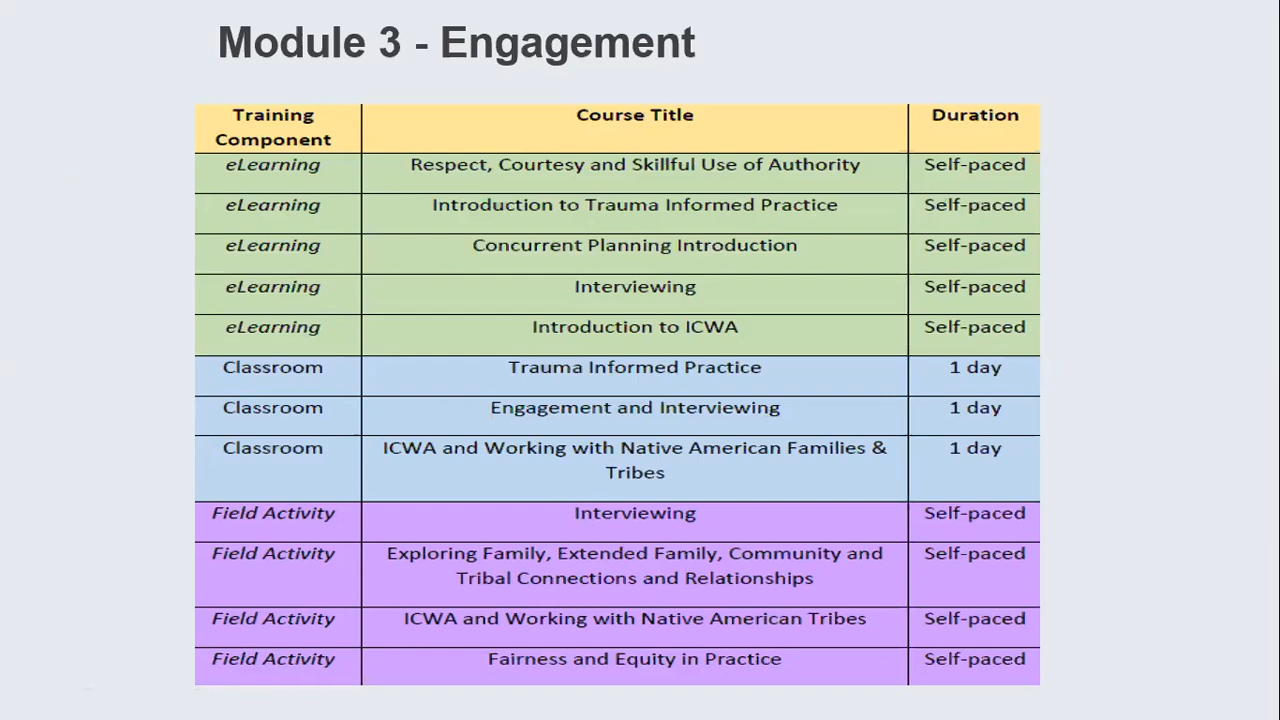 Module 3 - Engagement
Training Component Course Title Duration
eLearning Respect, Courtesy and Skillful Use of Authority Self-paced
eLearning Introduction to Trauma Informed Practice Self-paced
eLearning Concurrent Planning Introduction Self-paced
eLearning Interviewing Self-paced
eLearning Introduction to ICWA Self-paced
Classroom Trauma Informed Practice 1 day
Classroom Engagement and Interviewing 1 day
Classroom ICWA and Working with Native American Families & Tribes 1 day
Field Activity Interviewing Self-paced
Field Activity Exploring Family, Extended Family, Community and Tribal Connections and Relationships Self-paced
Field Activity ICWA and Working with Native American Tribes Self-paced
Field Activity Fairness and Equity in Practice Self-paced